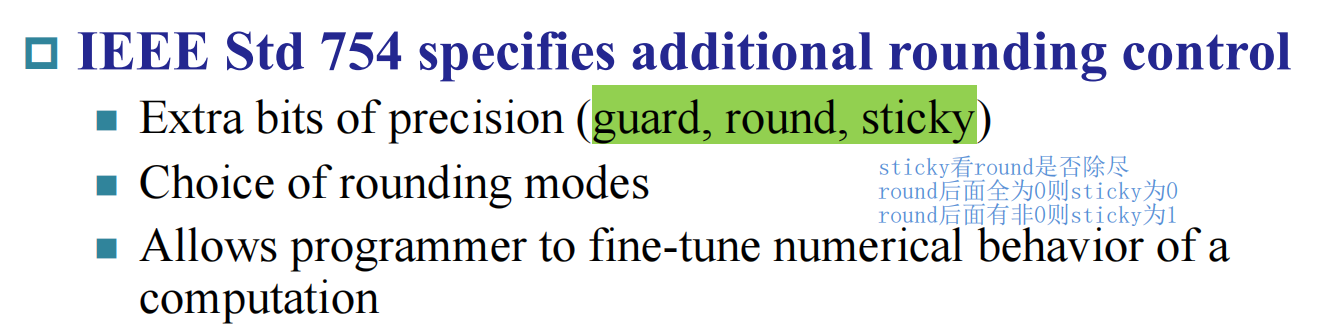 IEEE Std 754 specifies additional rounding control
Extra bits of precision (guard, round, sticky)
sticky看round是否除尽
Choice of rounding modes
round后面全为0则sticky为0
round后面有非0则sticky为1
Allows programmer to fine-tune numerical behavior of a
computation